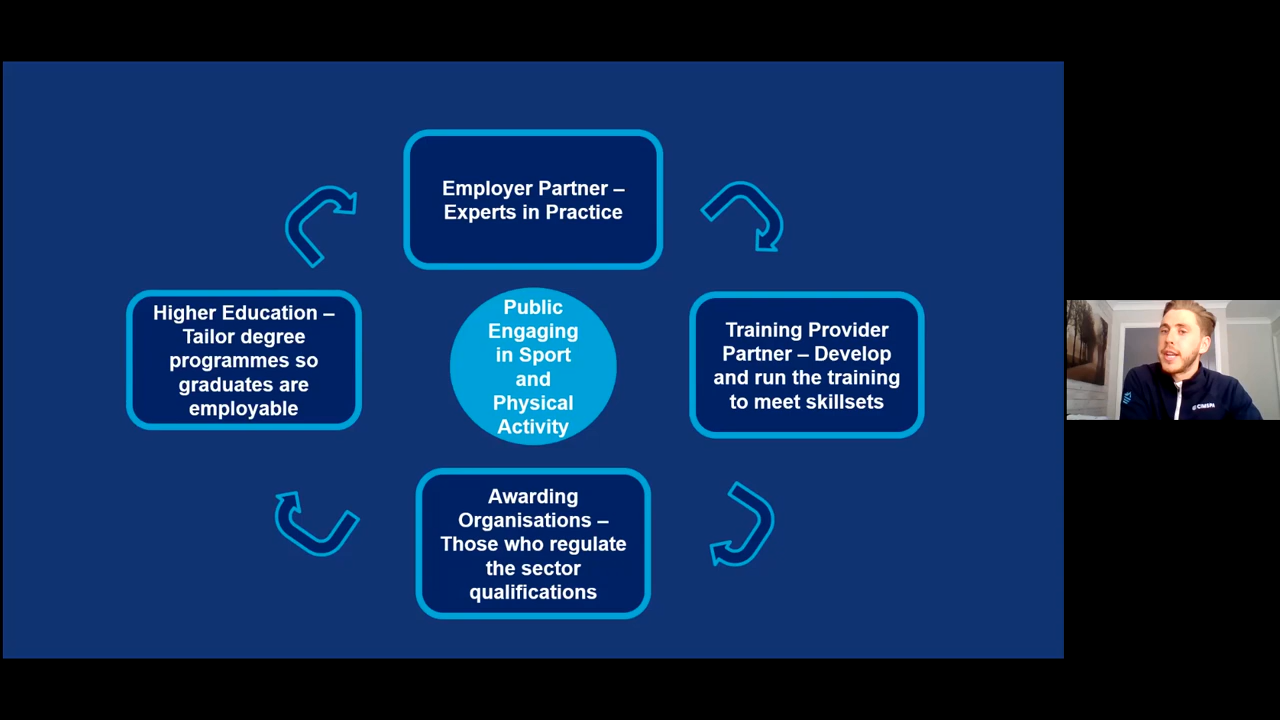 Employer Partner –
Experts in Practice
Higher Education –
Tailor degree
programmes so
graduates are
employable
Public
Engaging
in Sport
and
Physical
Activity
Training Provider
Partner – Develop
and run the training
to meet skillsets
Awarding
Organisations –
Those who regulate
the sector
qualifications
CIMSPA